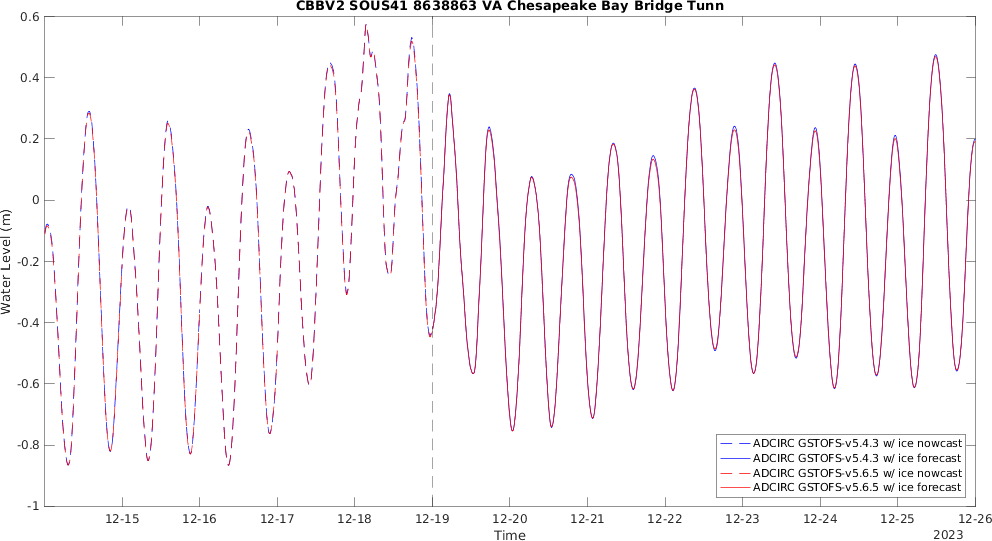 CBBV2 SOUS41 8638863 VA Chesapeake Bay Bridge Tunn
Water Level (m)
0.6
0.4
0.2
0
-0.2
-0.4
-0.6
-0.8
-1
12-15 12-16 12-17 12-18 12-19 12-20 12-21 12-22 12-23 12-24 12-25 12-26
Time
2023
ADCIRC GSTOFS-v5.4.3 w/ ice nowcast
ADCIRC GSTOFS-v5.4.3 w/ ice forecast
ADCIRC GSTOFS-v5.6.5 w/ ice nowcast
ADCIRC GSTOFS-v5.6.5 w/ ice forecast